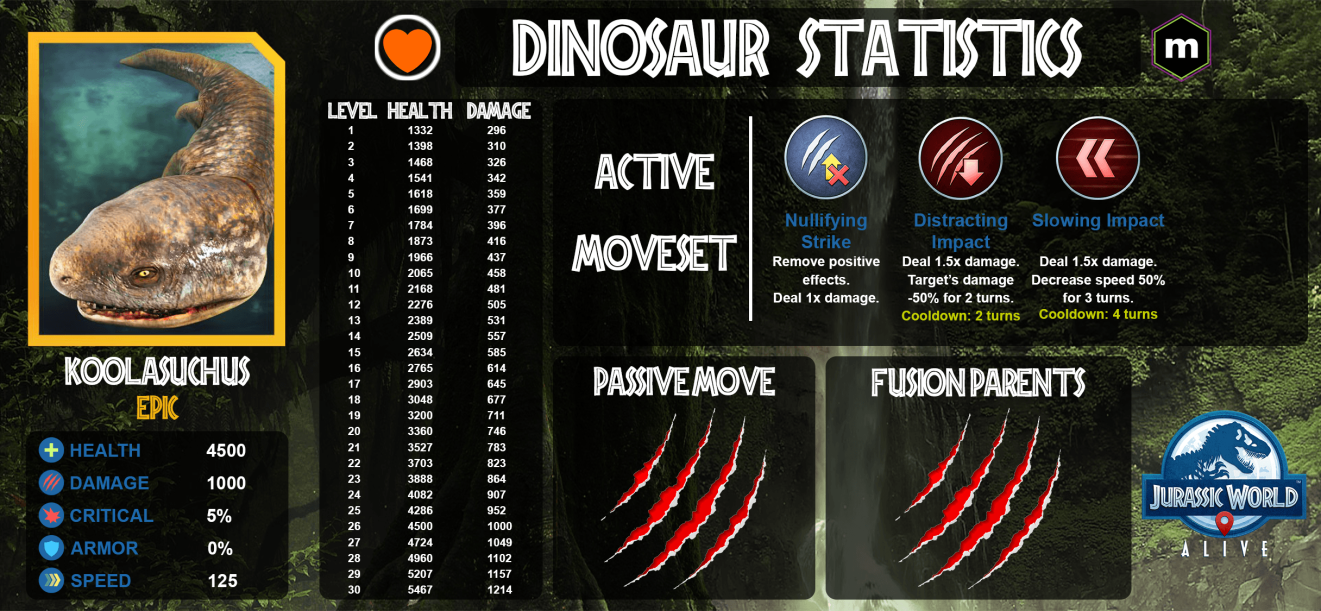 DINOSAUR STATISTICS
m
KOOLASUCHUS
EPIC
HEALTH 4500
DAMAGE 1000
CRITICAL 5%
ARMOR 0%
SPEED 125
LEVEL HEALTH DAMAGE
1 1332 296
2 1398 310
3 1468 326
4 1541 342
5 1618 359
6 1699 377
7 1784 396
8 1873 416
9 1966 437
10 2065 458
11 2168 481
12 2276 505
13 2389 531
14 2509 557
15 2634 585
16 2765 614
17 2903 645
18 3048 677
19 3200 711
20 3360 746
21 3527 783
22 3703 823
23 3888 864
24 4082 907
25 4286 952
26 4500 1000
27 4724 1049
28 4960 1102
29 5207 1157
30 5467 1214
ACTIVE
MOVESET
Nullifying
Strike
Remove positive
effects.
Deal 1x damage.
Distracting
Impact
Deal 1.5x damage.
Target's damage
-50% for 2 turns.
Cooldown: 2 turns
Slowing Impact
Deal 1.5x damage.
Decrease speed 50%
for 3 turns.
Cooldown: 4 turns
PASSIVE MOVE
FUSION PARENTS
JURASSIC WORLD
ALIVE